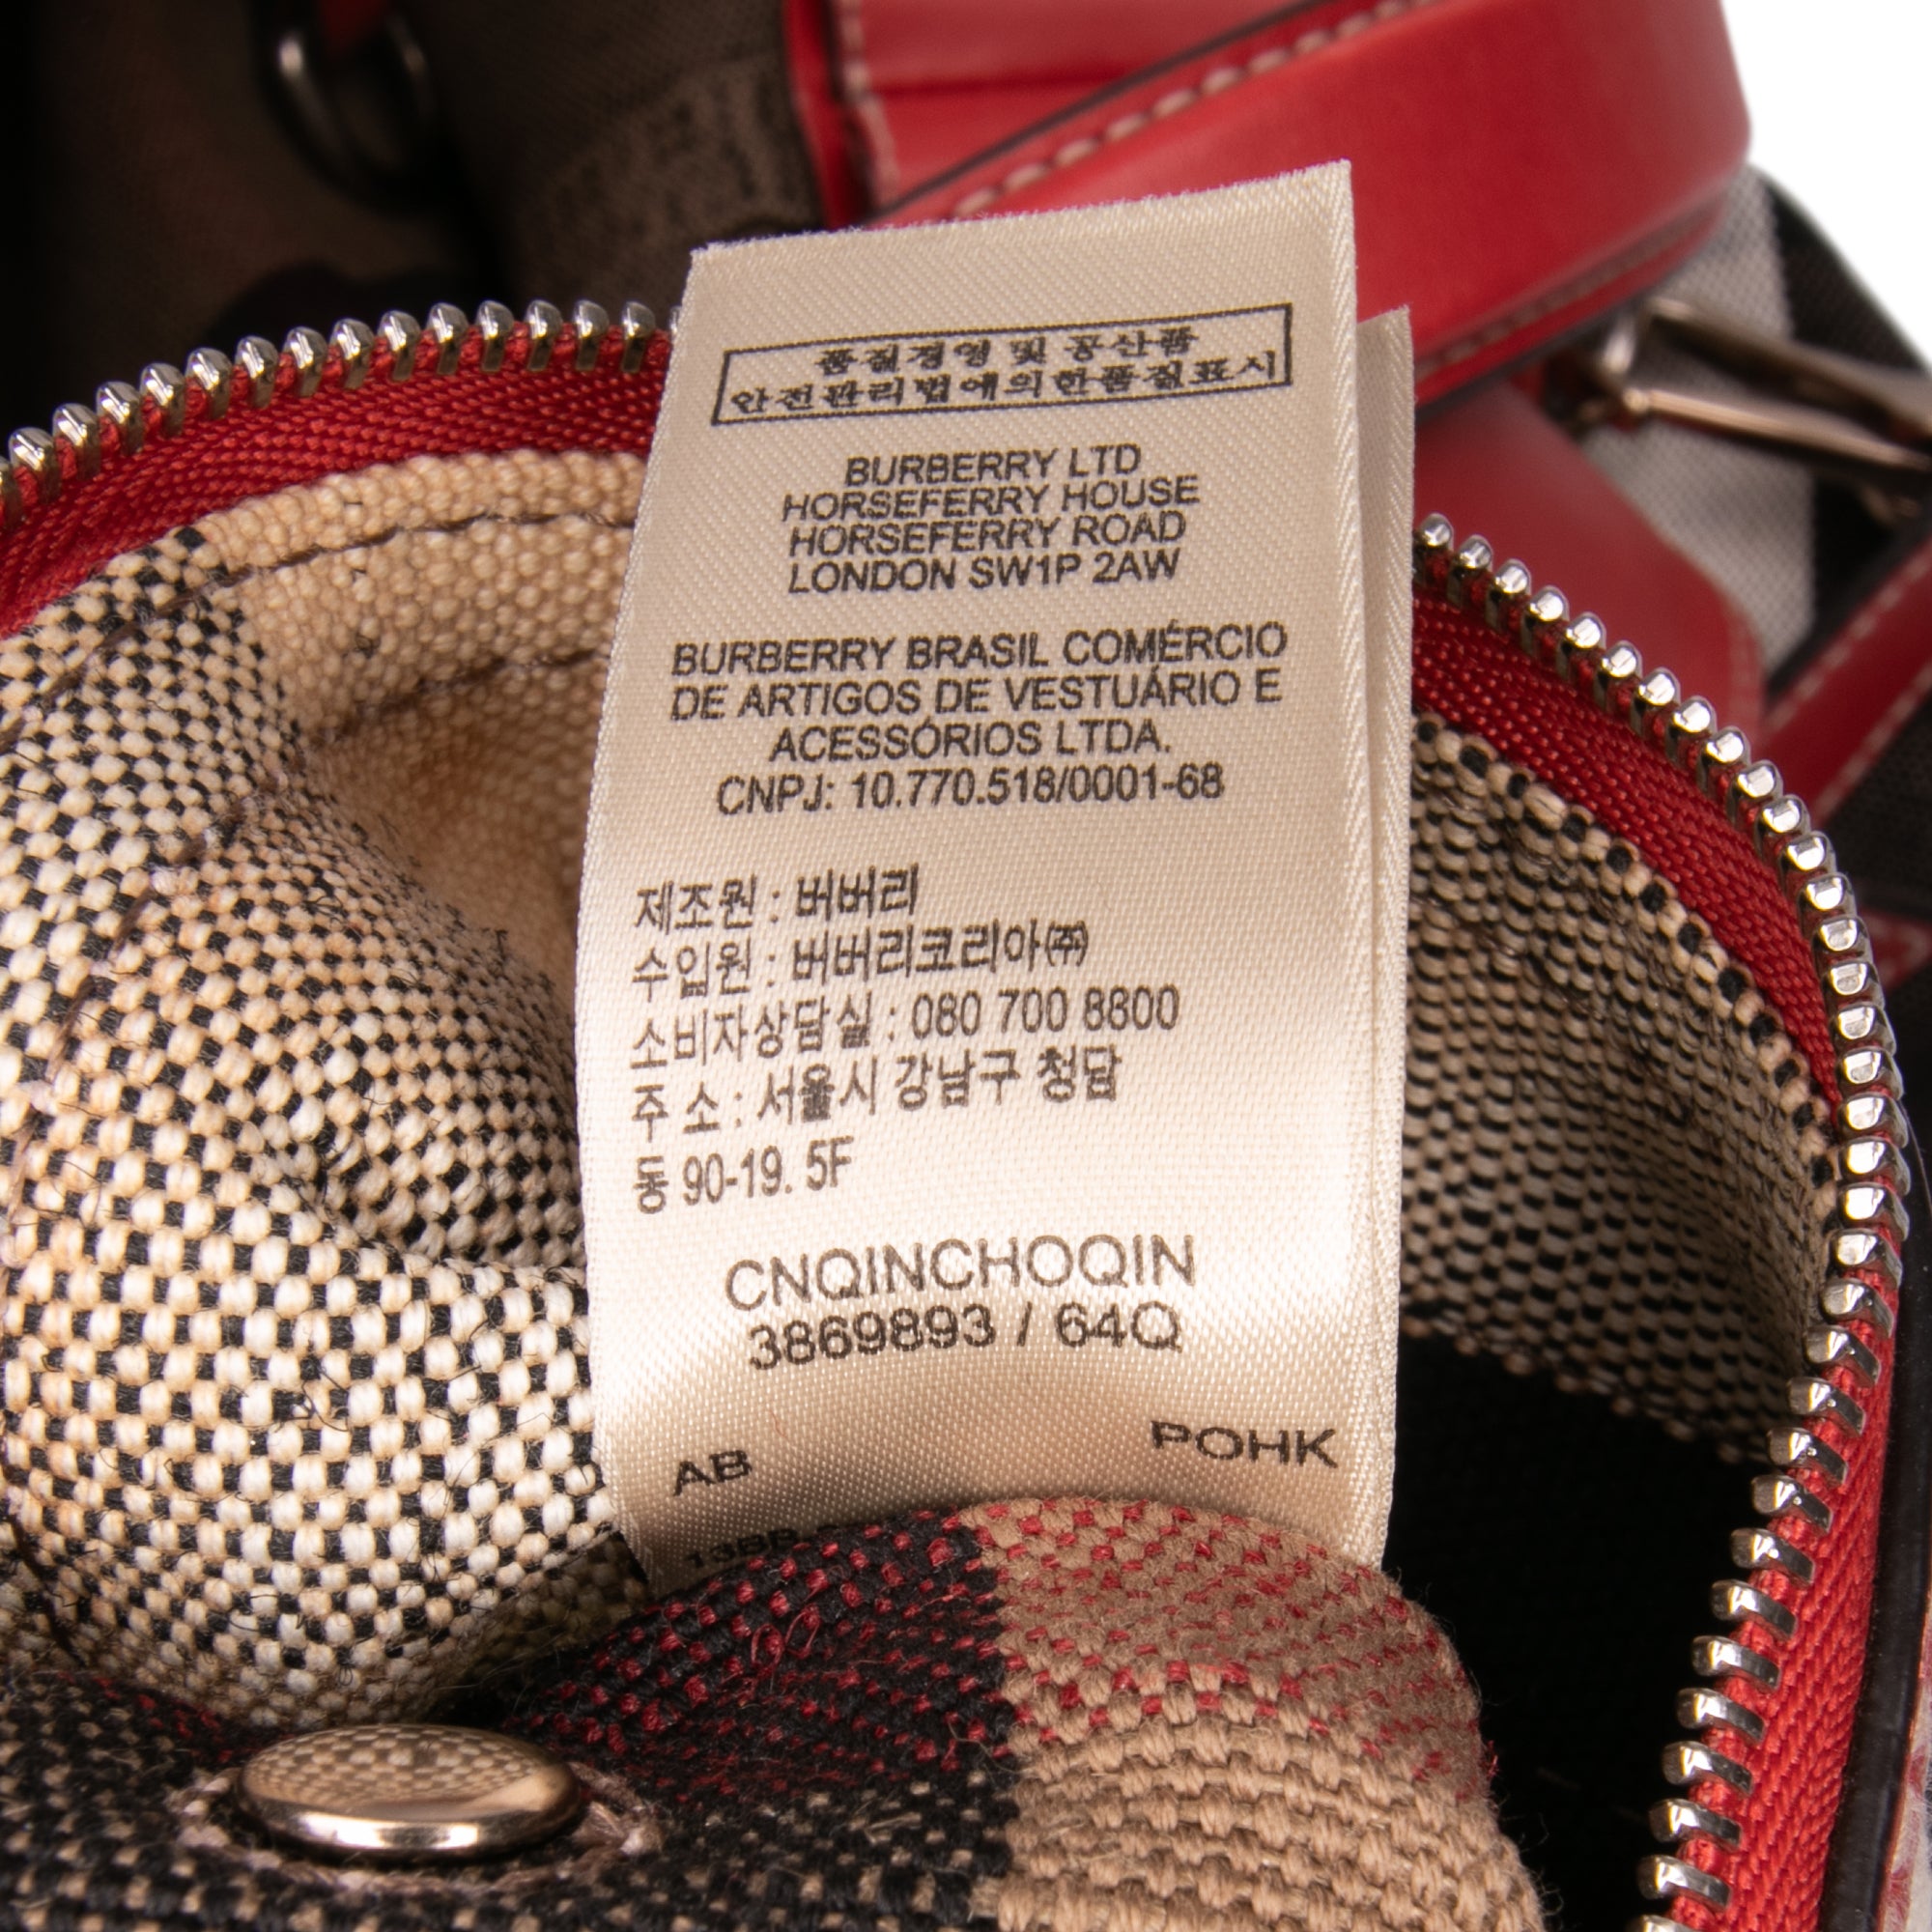 품질경영 및 공산품
안전관리법에의한품질표시
BURBERRY LTD
HORSEFERRY HOUSE
HORSEFERRY ROAD
LONDON SW1P 2AW
BURBERRY BRASIL COMÉRCIO
DE ARTIGOS DE VESTUÁRIO E
ACESSÓRIOS LTDA.
CNPJ: 10.770.518/0001-68
제조원 : 버버리
수입원 : 버버리코리아㈜
소비자상담실 : 080 700 8800
주 소 : 서울시 강남구 청담
동 90-19. 5F
CNQINCHOQIN
3869893 / 64Q
AB POHK